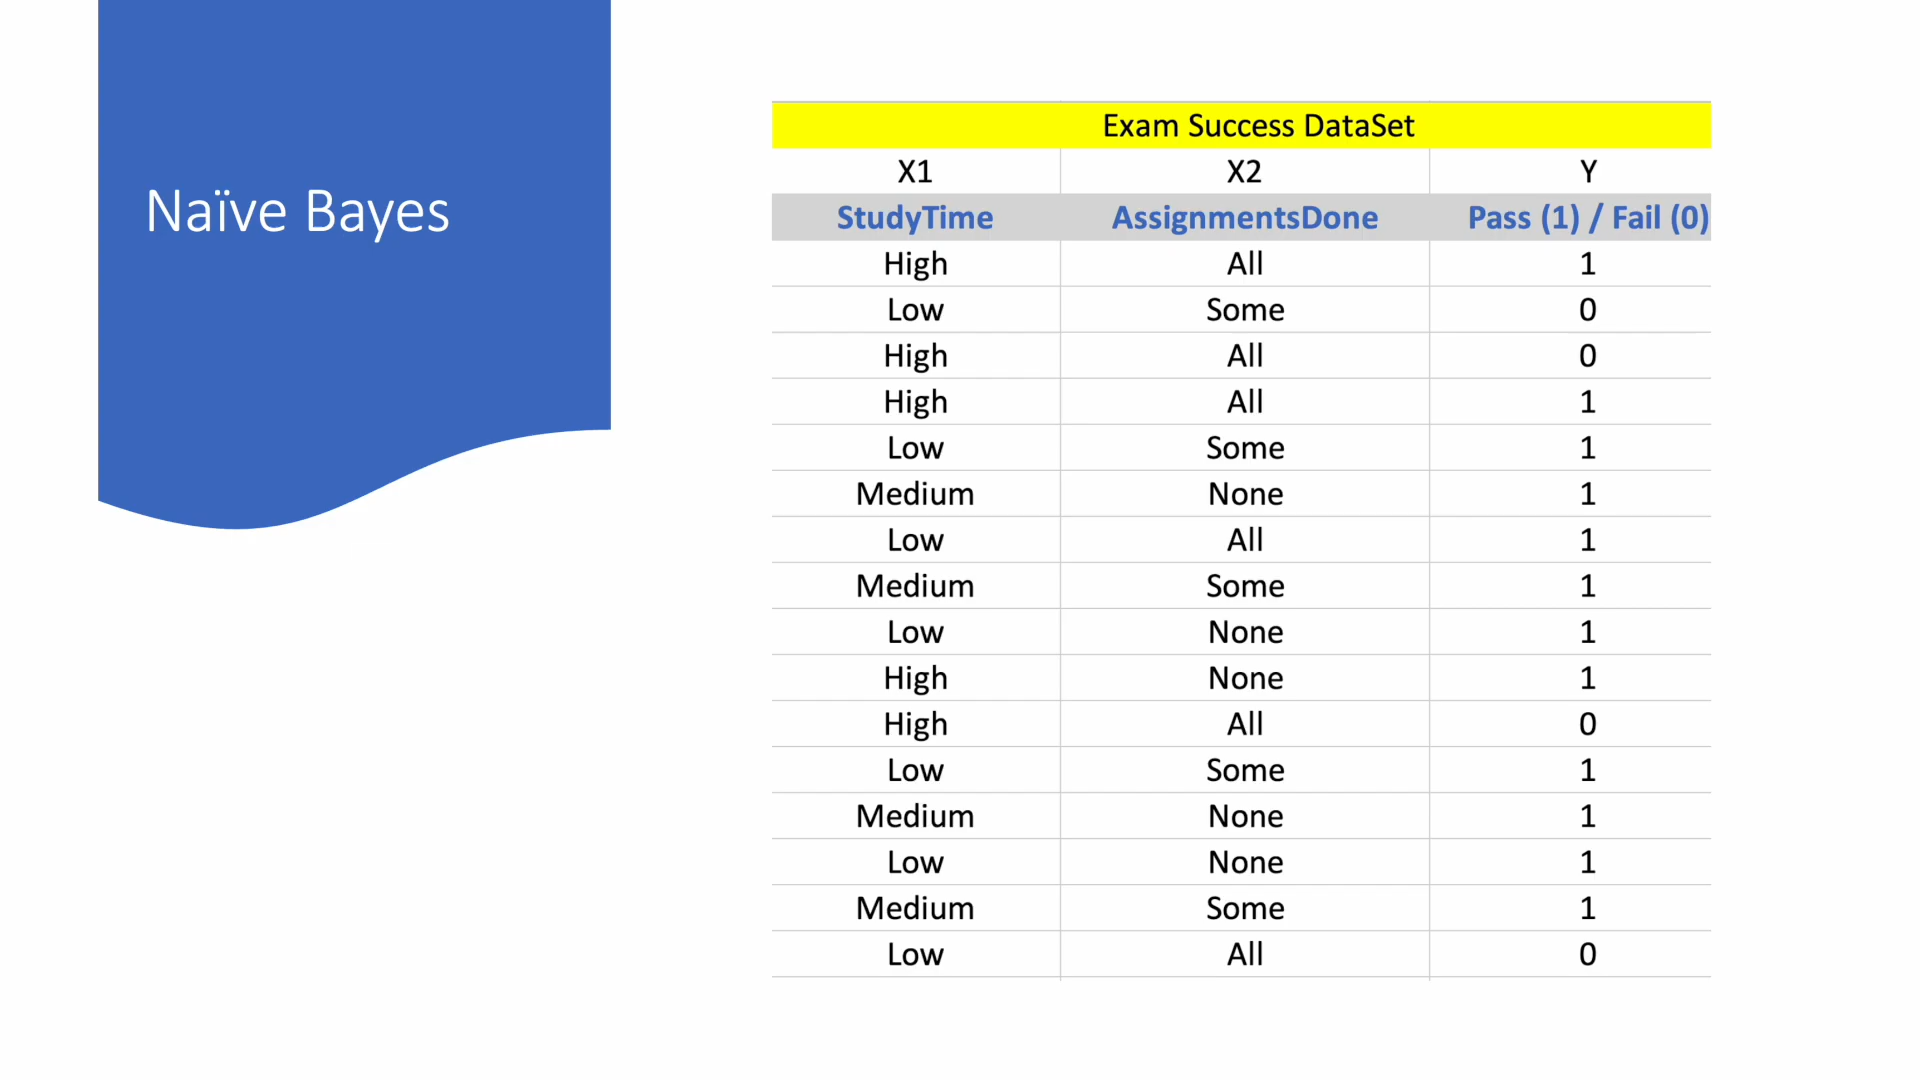 Naïve Bayes
Exam Success DataSet
X1 X2 Y
StudyTime AssignmentsDone Pass (1) / Fail (0)
High All 1
Low Some 0
High All 0
High All 1
Low Some 1
Medium None 1
Low All 1
Medium Some 1
Low None 1
High None 1
High All 0
Low Some 1
Medium None 1
Low None 1
Medium Some 1
Low All 0